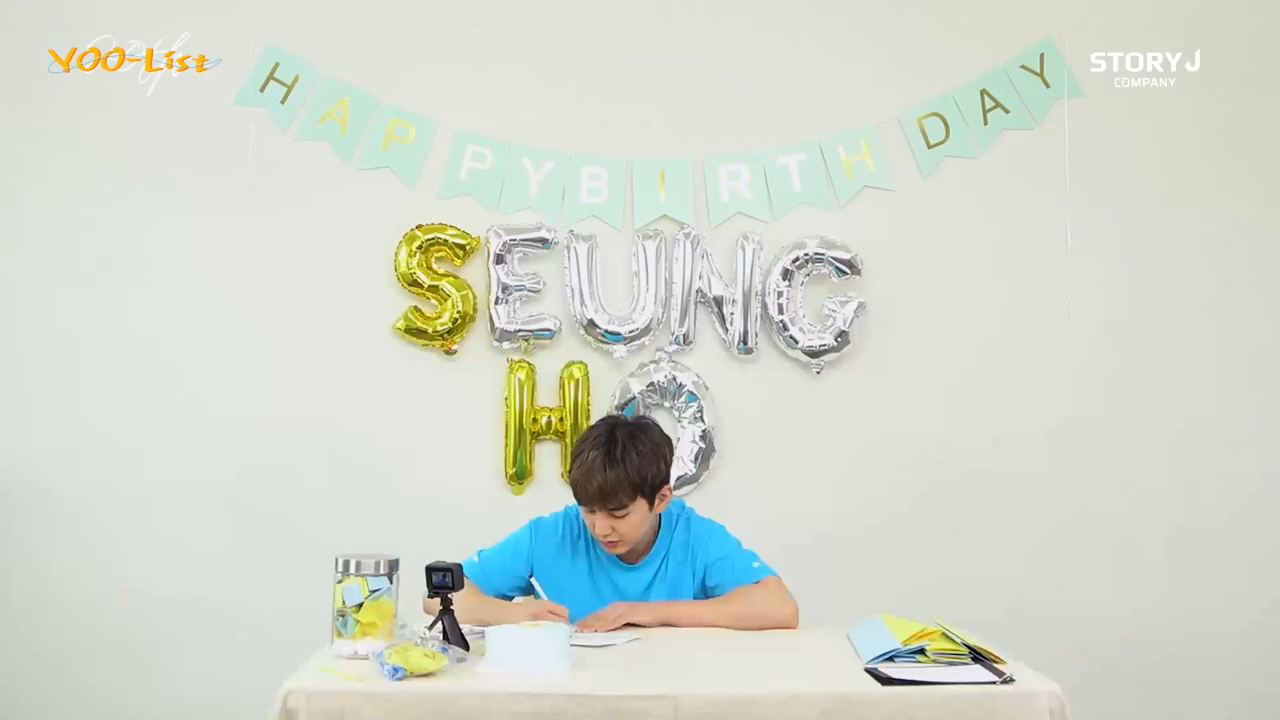 YOO-List
STORY J
COMPANY
HAPPY BIRTHDAY
SEUNG
HO